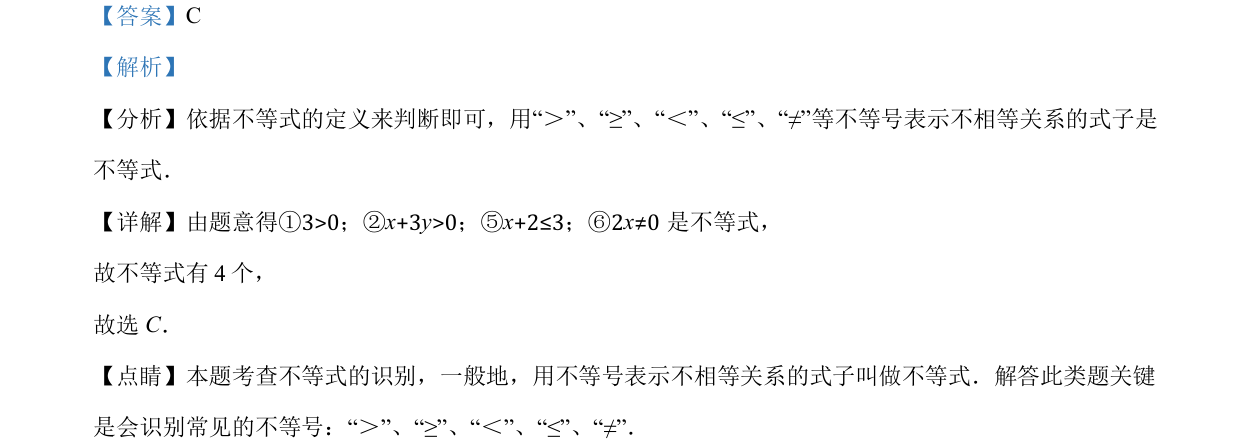 【答案】C
【解析】
【分析】依据不等式的定义来判断即可，用“＞”、“≥”、“＜”、“≤”、“≠”等不等号表示不相等关系的式子是
不等式．
【详解】由题意得①3>0；②x+3y>0；⑤x+2≤3；⑥2x≠0 是不等式，
故不等式有 4 个，
故选 C．
【点睛】本题考查不等式的识别，一般地，用不等号表示不相等关系的式子叫做不等式．解答此类题关键
是会识别常见的不等号：“＞”、“≥”、“＜”、“≤”、“≠”．